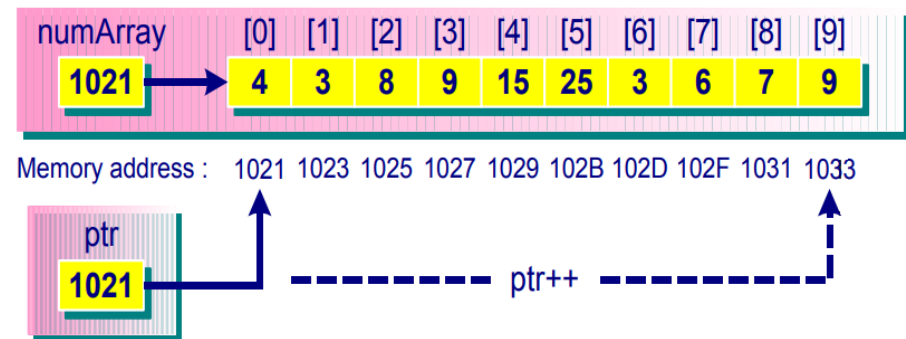 numArray [0] [1] [2] [3] [4] [5] [6] [7] [8] [9]
1021 4 3 8 9 15 25 3 6 7 9
Memory address : 1021 1023 1025 1027 1029 102B 102D 102F 1031 1033
ptr
1021
ptr++